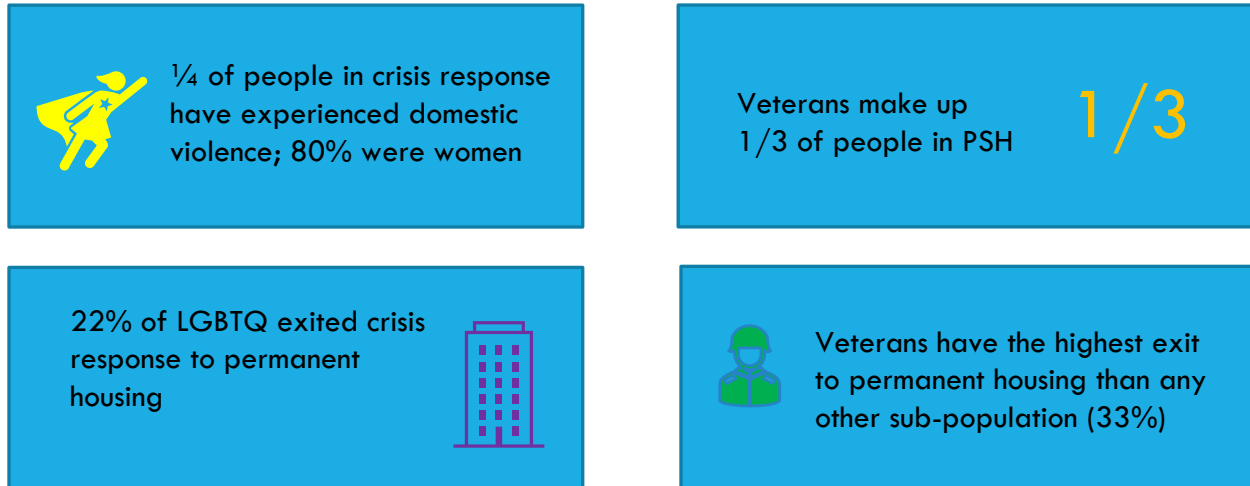 ¼ of people in crisis response
have experienced domestic
violence; 80% were women
Veterans make up
1/3 of people in PSH
1/3
22% of LGBTQ exited crisis
response to permanent
housing
Veterans have the highest exit
to permanent housing than any
other sub-population (33%)